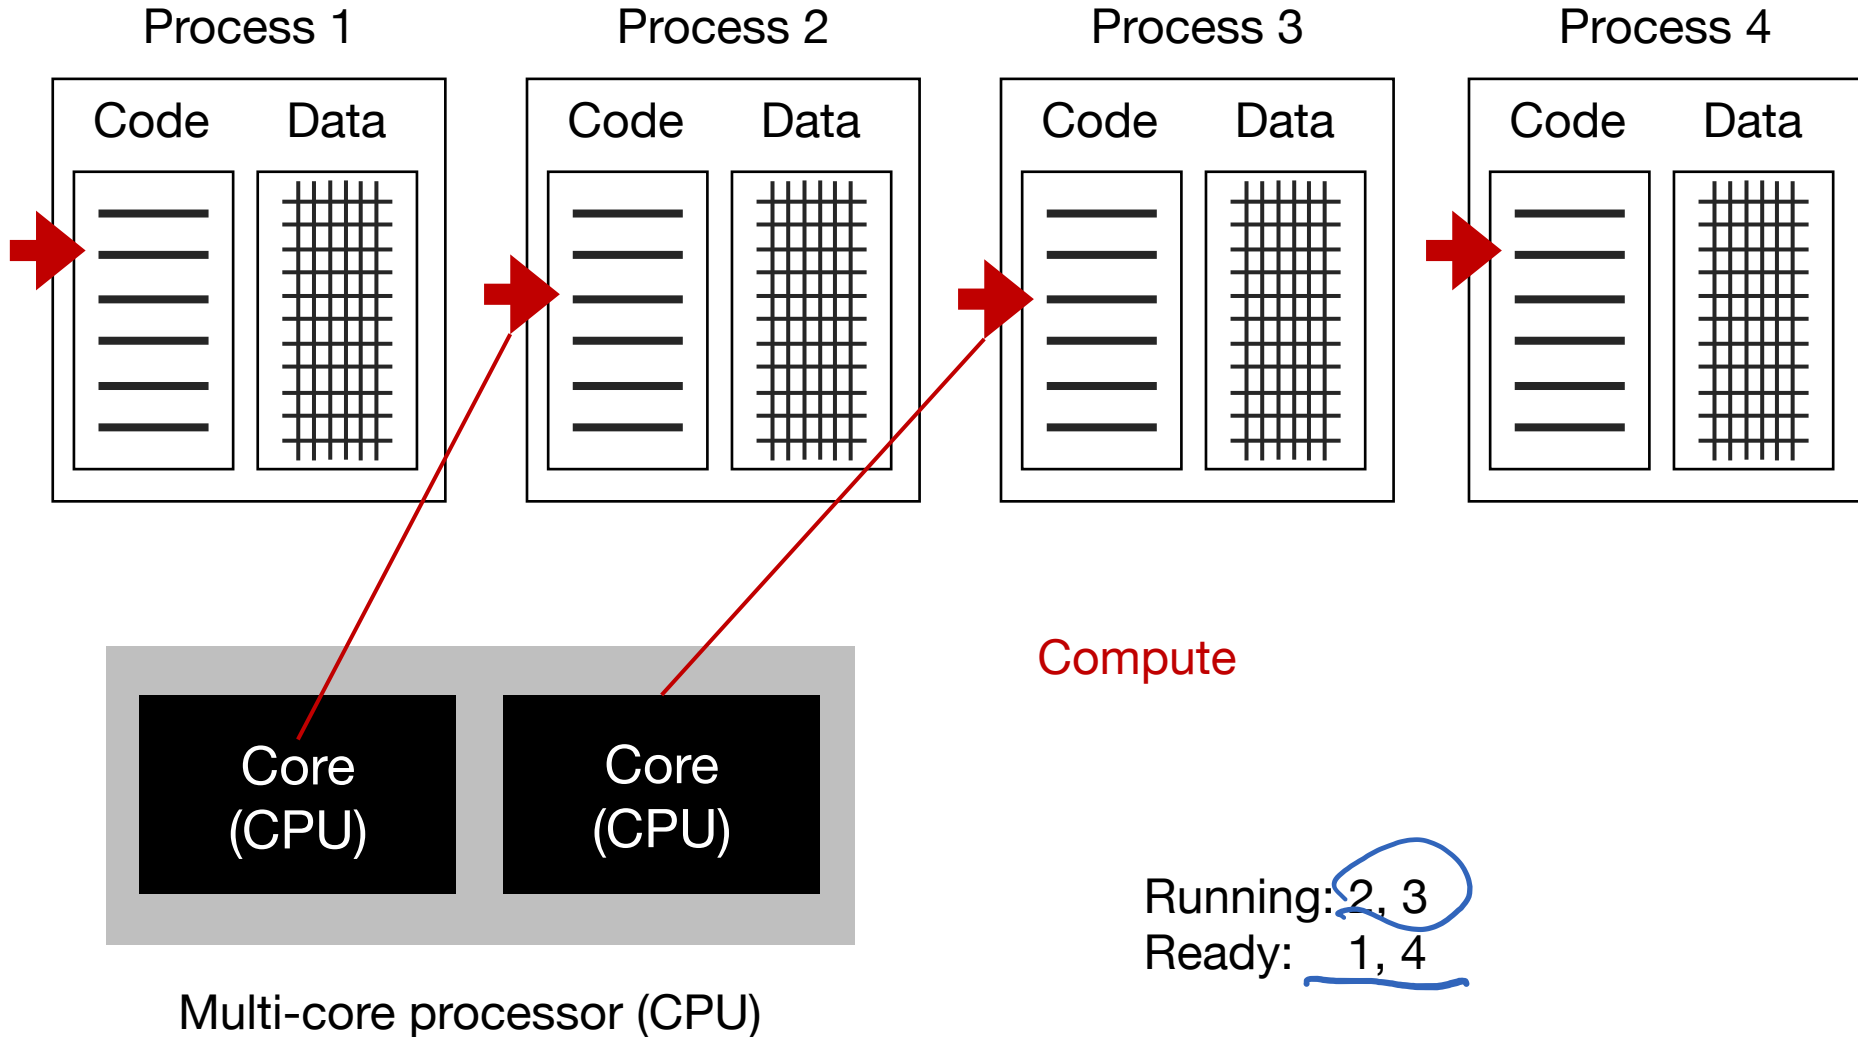 Process 1
Process 2
Process 3
Process 4
Code Data
Code Data
Code Data
Code Data
Compute
Core
(CPU)
Core
(CPU)
Running: 2, 3
Ready: 1, 4
Multi-core processor (CPU)